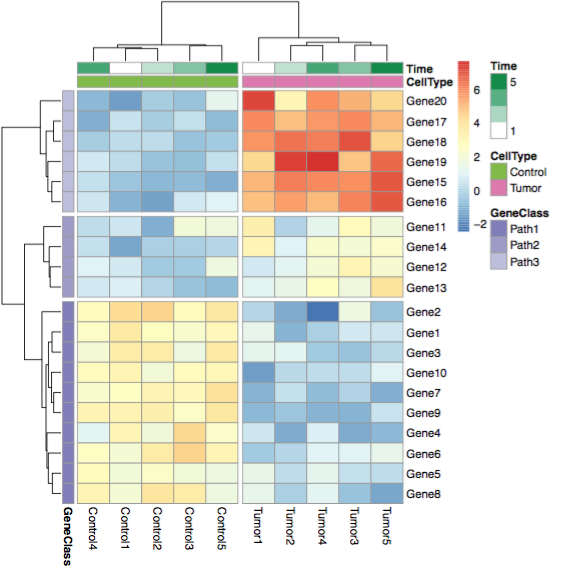 Time
CellType
Gene20
Gene17
Gene18
Gene19
Gene15
Gene16
Gene11
Gene14
Gene12
Gene13
Gene2
Gene1
Gene3
Gene10
Gene7
Gene9
Gene4
Gene6
Gene5
Gene8
GeneClass
Control4
Control1
Control2
Control3
Control5
Tumor1
Tumor2
Tumor4
Tumor3
Tumor5
6
4
2
0
−2
Time
5
1
CellType
Control
Tumor
GeneClass
Path1
Path2
Path3